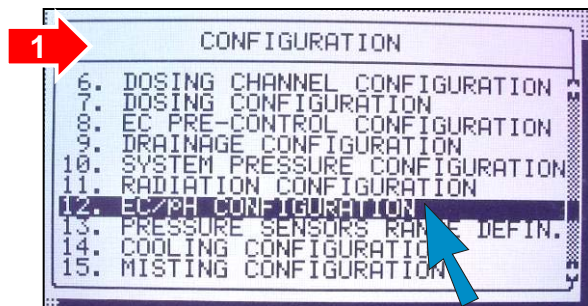 1
CONFIGURATION
6. DOSING CHANNEL CONFIGURATION
7. DOSING CONFIGURATION
8. EC PRE-CONTROL CONFIGURATION
9. DRAINAGE CONFIGURATION
10. SYSTEM PRESSURE CONFIGURATION
11. RADIATION CONFIGURATION
12. EC/PH CONFIGURATION
13. PRESSURE SENSORS RANGE DEFIN.
14. COOLING CONFIGURATION
15. MISTING CONFIGURATION